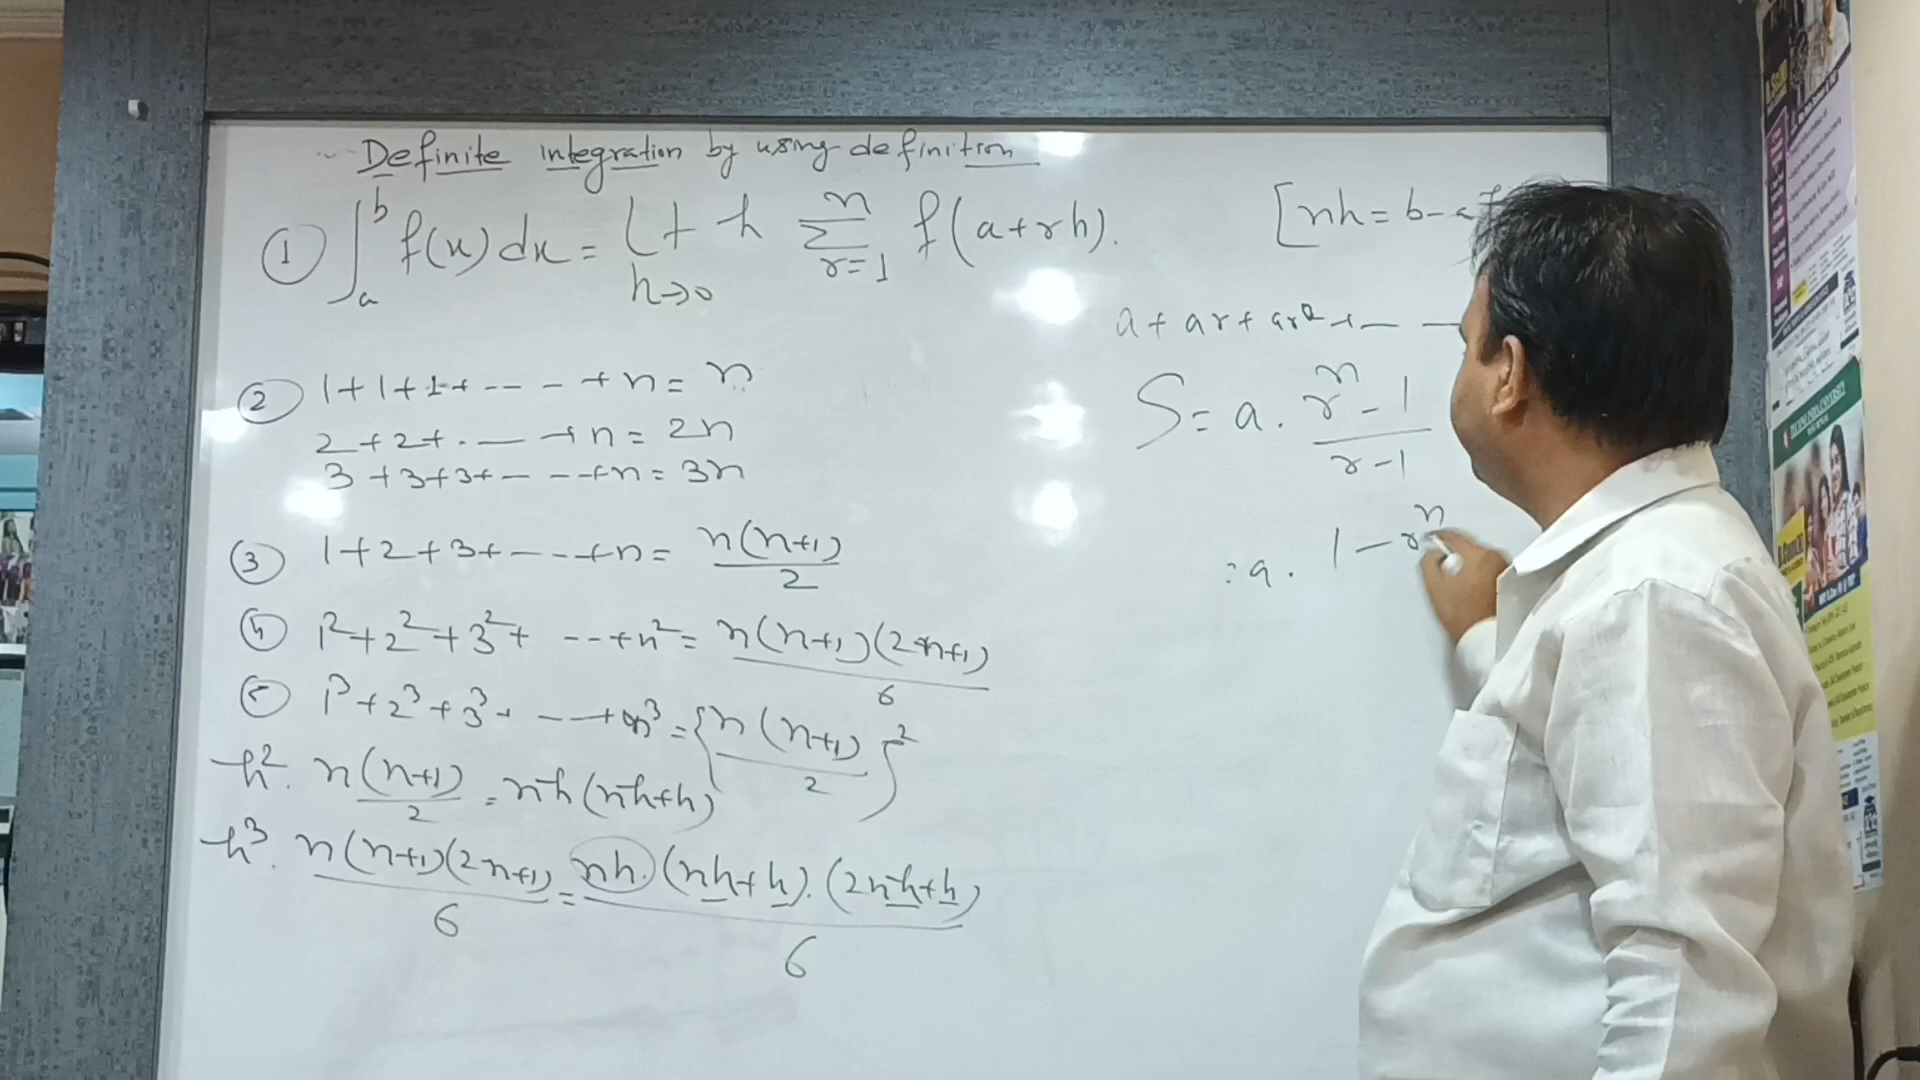 Definite integration by using definition
① ∫_a^b f(x) dx = Lt_{h→0} h Σ_{r=1}^{n} f(a+rh). [nh = b-a
a + ar + ar² + — —
② 1+1+1+ --- - + n = n
2 + 2 + . — + n = 2n
3 + 3 + 3 + — - - + n = 3n
S = a . (r^n - 1)/(r - 1)
③ 1+2+3+ - - - + n = n(n+1)/2
= a . 1 - r^n
④ 1² + 2² + 3² + --- + n² = n(n+1)(2n+1)/6
⑤ 1³ + 2³ + 3³ + - - - + n³ = {n(n+1)/2}²
h² . n(n+1)/2 = nh(nh+h)
h³ . n(n+1)(2n+1)/6 = nh.(nh+h).(2nh+h)/6